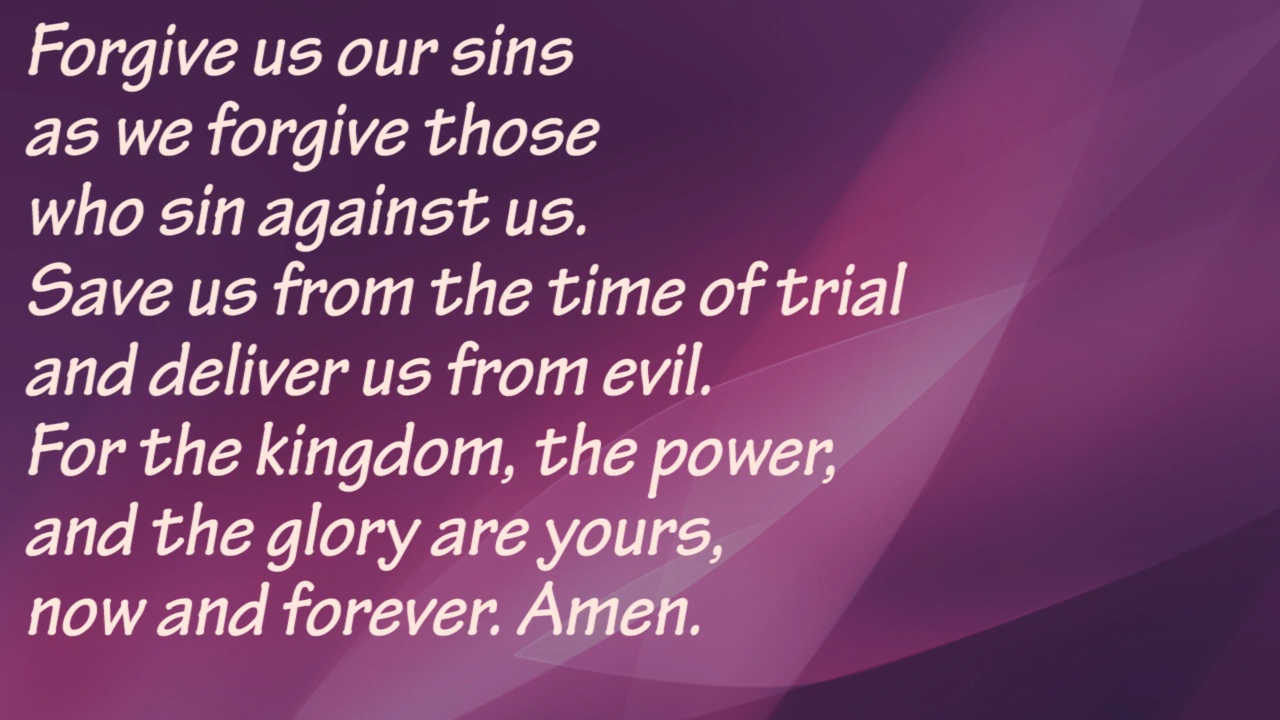 Forgive us our sins
as we forgive those
who sin against us.
Save us from the time of trial
and deliver us from evil.
For the kingdom, the power,
and the glory are yours,
now and forever. Amen.